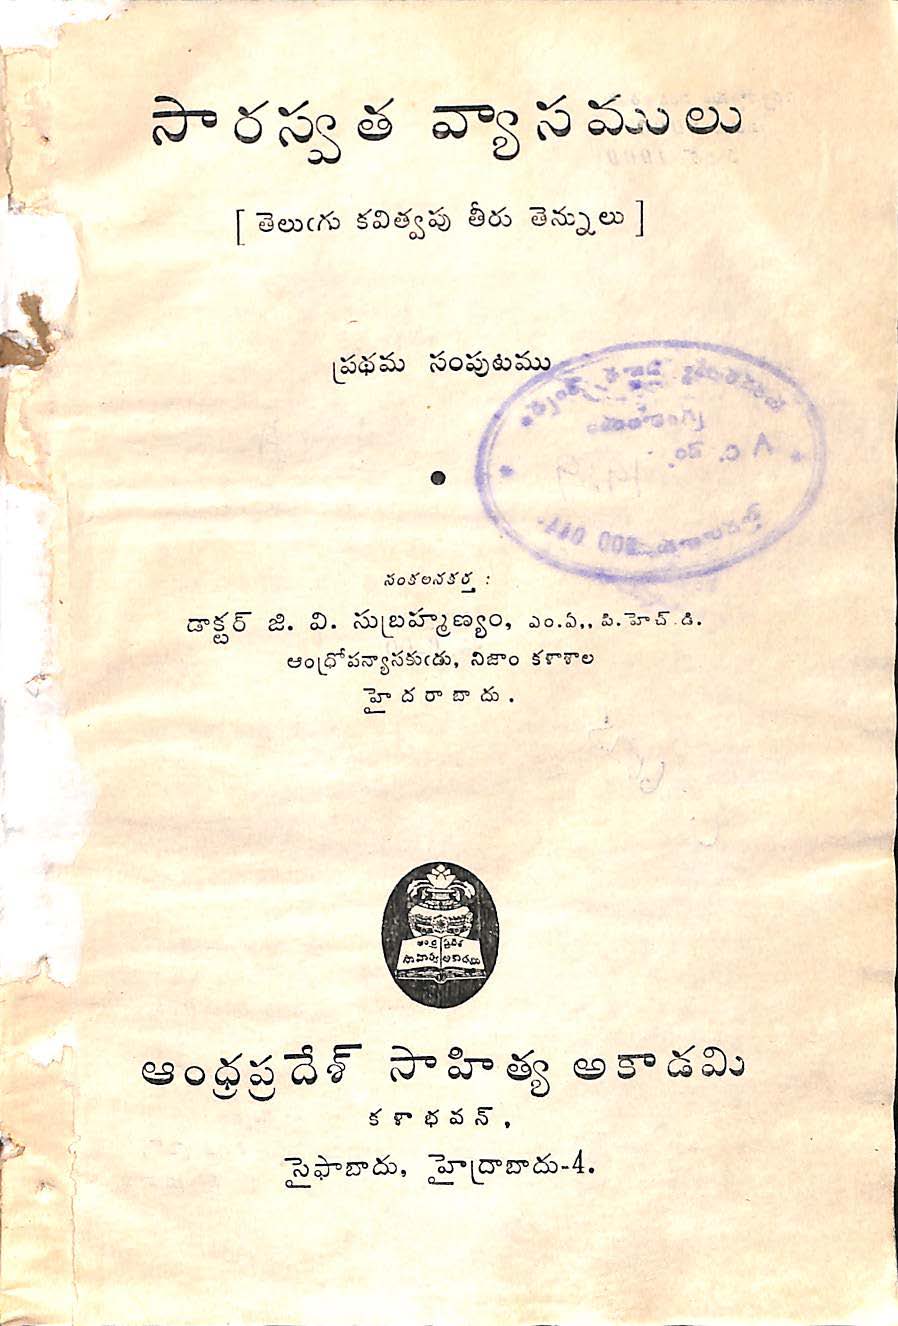 సారస్వత వ్యాసములు
[ తెలుఁగు కవిత్వపు తీరు తెన్నులు ]
ప్రథమ సంపుటము
సంకలనకర్త :
డాక్టర్ జి. వి. సుబ్రహ్మణ్యం, ఎం.ఏ., పి.హెచ్.డి.
ఆంధ్రోపన్యాసకుఁడు, నిజాం కళాశాల
హైదరాబాదు.
ఆంధ్రప్రదేశ్ సాహిత్య అకాడమి
కళాభవన్,
సైఫాబాదు, హైద్రాబాదు-4.